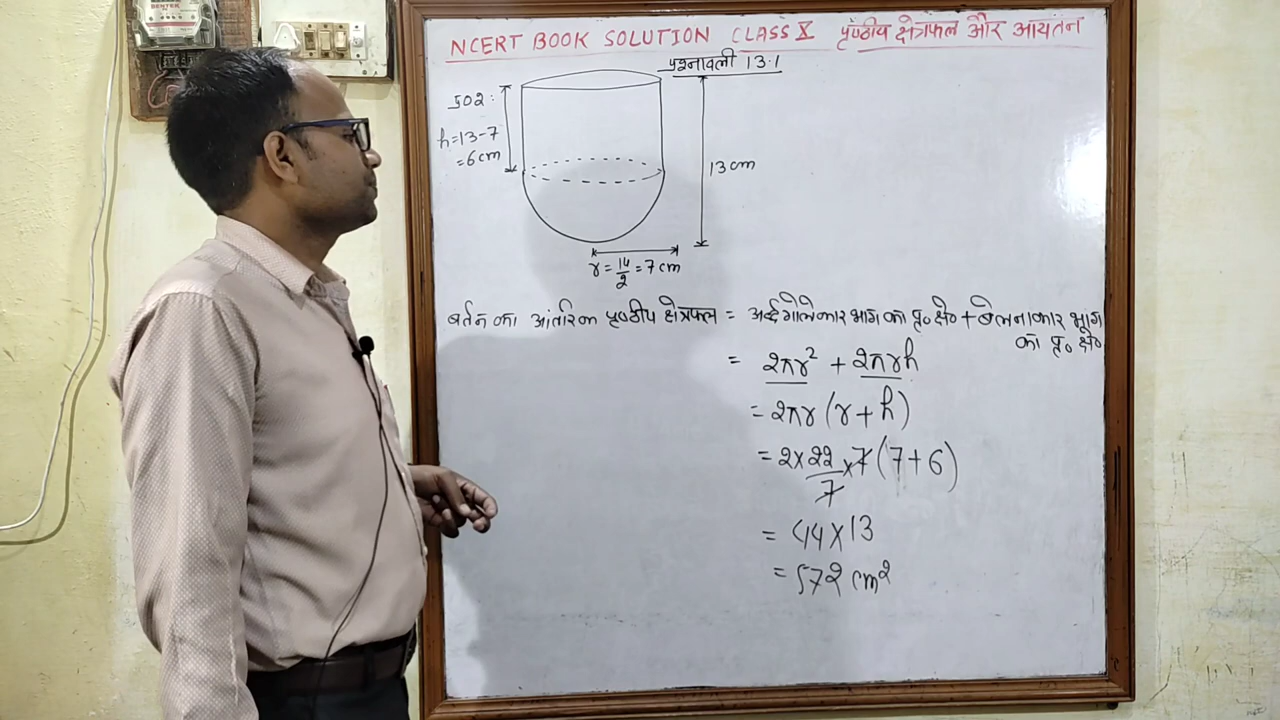 NCERT BOOK SOLUTION CLASS X पृष्ठीय क्षेत्रफल और आयतन
प्रश्नावली 13.1
प्र०2:
h=13-7
=6cm
13cm
r = 14/2 = 7cm
बर्तन का आंतरिक पृष्ठीय क्षेत्रफल = अर्द्धगोलेकार भाग का पृ० क्षे० + बेलनाकार भाग
का पृ० क्षे०
= 2πr² + 2πrh
= 2πr(r+h)
= 2×22/7×7(7+6)
= 44×13
= 572 cm²